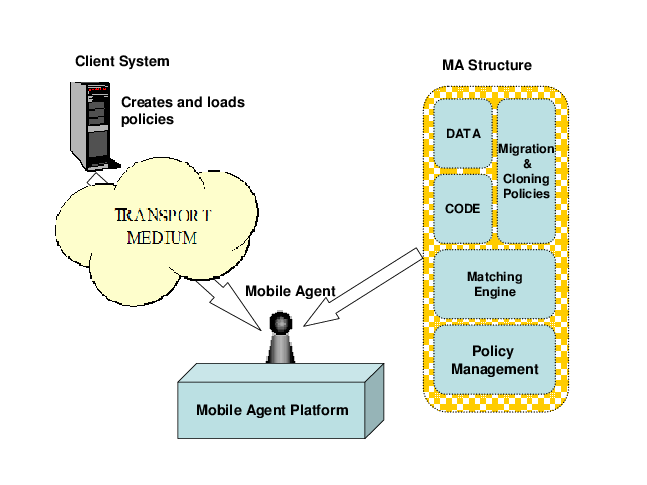 Client System
Creates and loads
policies
TRANSPORT
MEDIUM
Mobile Agent
Mobile Agent Platform
MA Structure
DATA
CODE
Migration
&
Cloning
Policies
Matching
Engine
Policy
Management